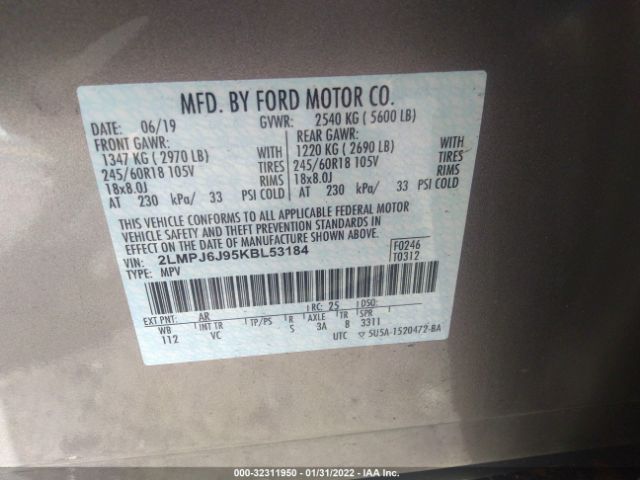 MFD. BY FORD MOTOR CO.
DATE: 06/19 GVWR: 2540 KG ( 5600 LB)
FRONT GAWR: REAR GAWR:
1347 KG ( 2970 LB) WITH 1220 KG ( 2690 LB) WITH
245/60R18 105V TIRES 245/60R18 105V TIRES
18x8.0J RIMS 18x8.0J RIMS
AT 230 kPa/ 33 PSI COLD AT 230 kPa/ 33 PSI COLD
THIS VEHICLE CONFORMS TO ALL APPLICABLE FEDERAL MOTOR
VEHICLE SAFETY AND THEFT PREVENTION STANDARDS IN
EFFECT ON THE DATE OF MANUFACTURE SHOWN ABOVE.
VIN: 2LMPJ6J95KBL53184 F0246
TYPE: MPV T0312
EXT PNT: AR RC: 25 DSO:
WB INT TR TP/PS R AXLE TR SPR
112 VC S 3A 8 3311
UTC ▽ 5U5A-1520472-BA
000-32311950 - 01/31/2022 - IAA Inc.